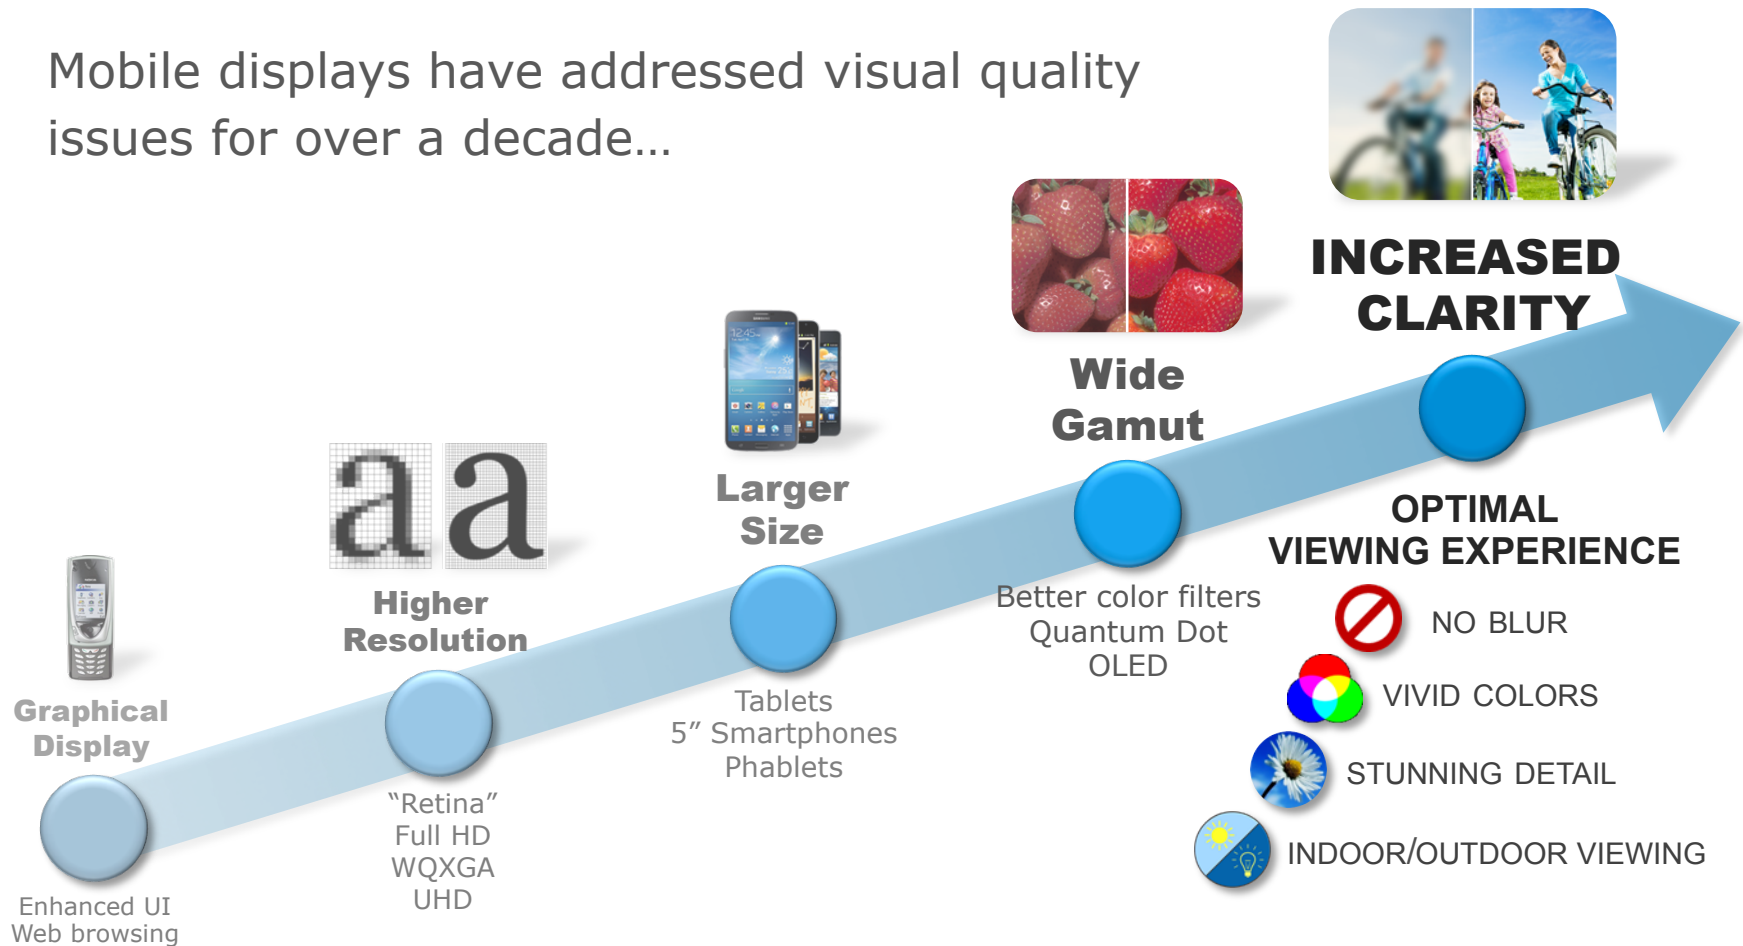 Mobile displays have addressed visual quality
issues for over a decade…
Graphical
Display
Enhanced UI
Web browsing
a a
Higher
Resolution
“Retina”
Full HD
WQXGA
UHD
12:45
Larger
Size
Tablets
5” Smartphones
Phablets
Wide
Gamut
Better color filters
Quantum Dot
OLED
INCREASED
CLARITY
OPTIMAL
VIEWING EXPERIENCE
NO BLUR
VIVID COLORS
STUNNING DETAIL
INDOOR/OUTDOOR VIEWING